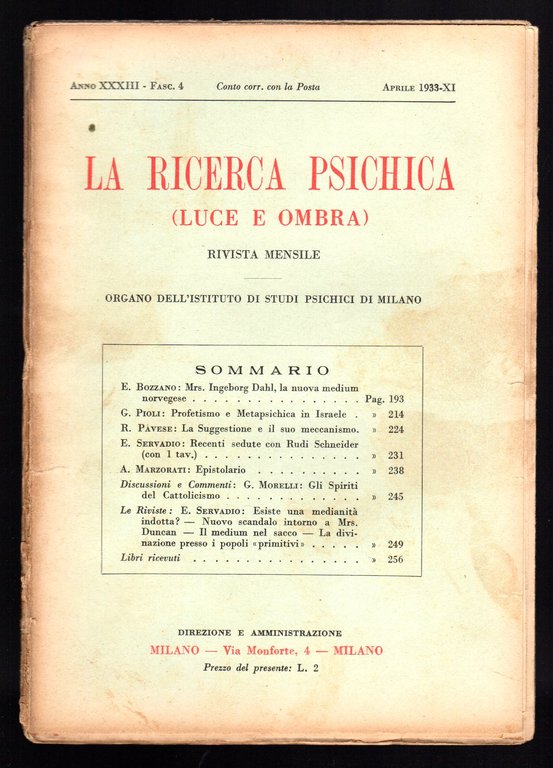 ANNO XXXIII - FASC. 4 Conto corr. con la Posta APRILE 1933-XI
LA RICERCA PSICHICA
(LUCE E OMBRA)
RIVISTA MENSILE
ORGANO DELL'ISTITUTO DI STUDI PSICHICI DI MILANO
SOMMARIO
E. BOZZANO: Mrs. Ingeborg Dahl, la nuova medium
norvegese . . . . . . . . . . . . . . . . . Pag. 193
G. PIOLI: Profetismo e Metapsichica in Israele . » 214
R. PÀVESE: La Suggestione e il suo meccanismo. » 224
E. SERVADIO: Recenti sedute con Rudi Schneider
(con 1 tav.) . . . . . . . . . . . . . . . . » 231
A. MARZORATI: Epistolario . . . . . . . . . . » 238
Discussioni e Commenti: G. MORELLI: Gli Spiriti
del Cattolicismo . . . . . . . . . . . . . » 245
Le Riviste: E. SERVADIO: Esiste una medianità
indotta? — Nuovo scandalo intorno a Mrs.
Duncan — Il medium nel sacco — La divi-
nazione presso i popoli «primitivi» . . . . . » 249
Libri ricevuti . . . . . . . . . . . . . . . . » 256
DIREZIONE E AMMINISTRAZIONE
MILANO — Via Monforte, 4 — MILANO
Prezzo del presente: L. 2